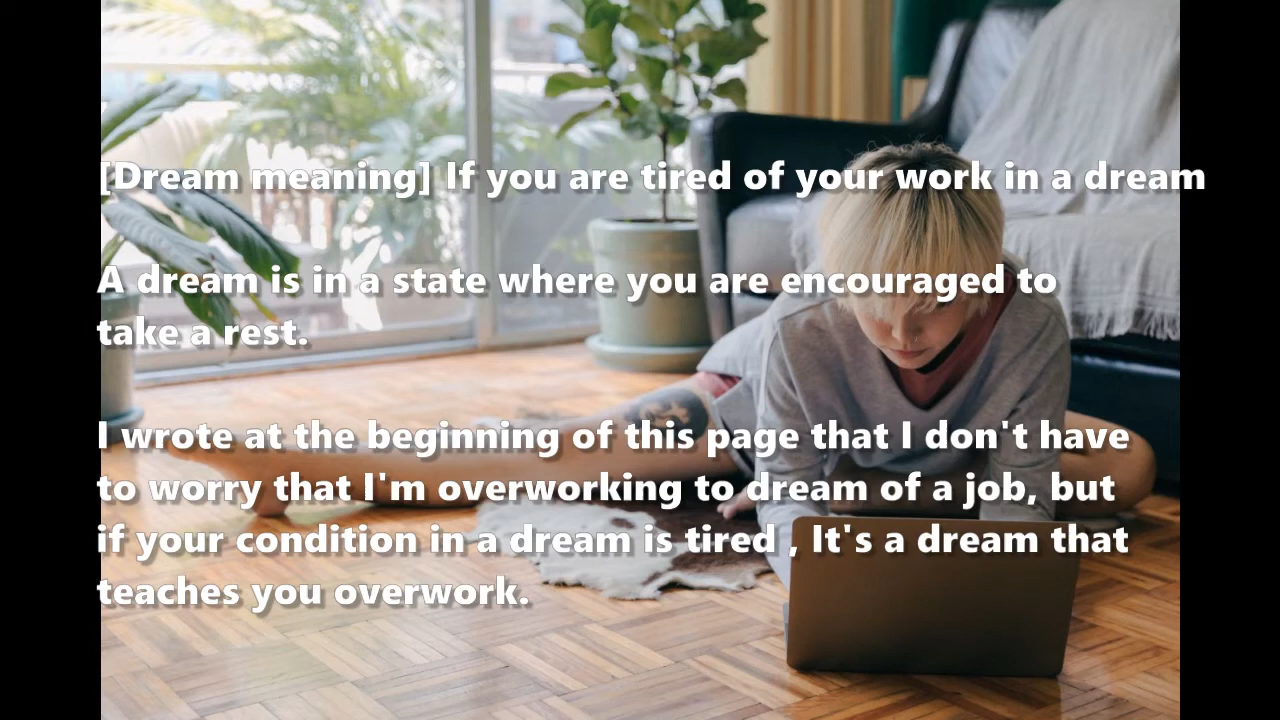 [Dream meaning] If you are tired of your work in a dream
A dream is in a state where you are encouraged to
take a rest.
I wrote at the beginning of this page that I don't have
to worry that I'm overworking to dream of a job, but
if your condition in a dream is tired , It's a dream that
teaches you overwork.